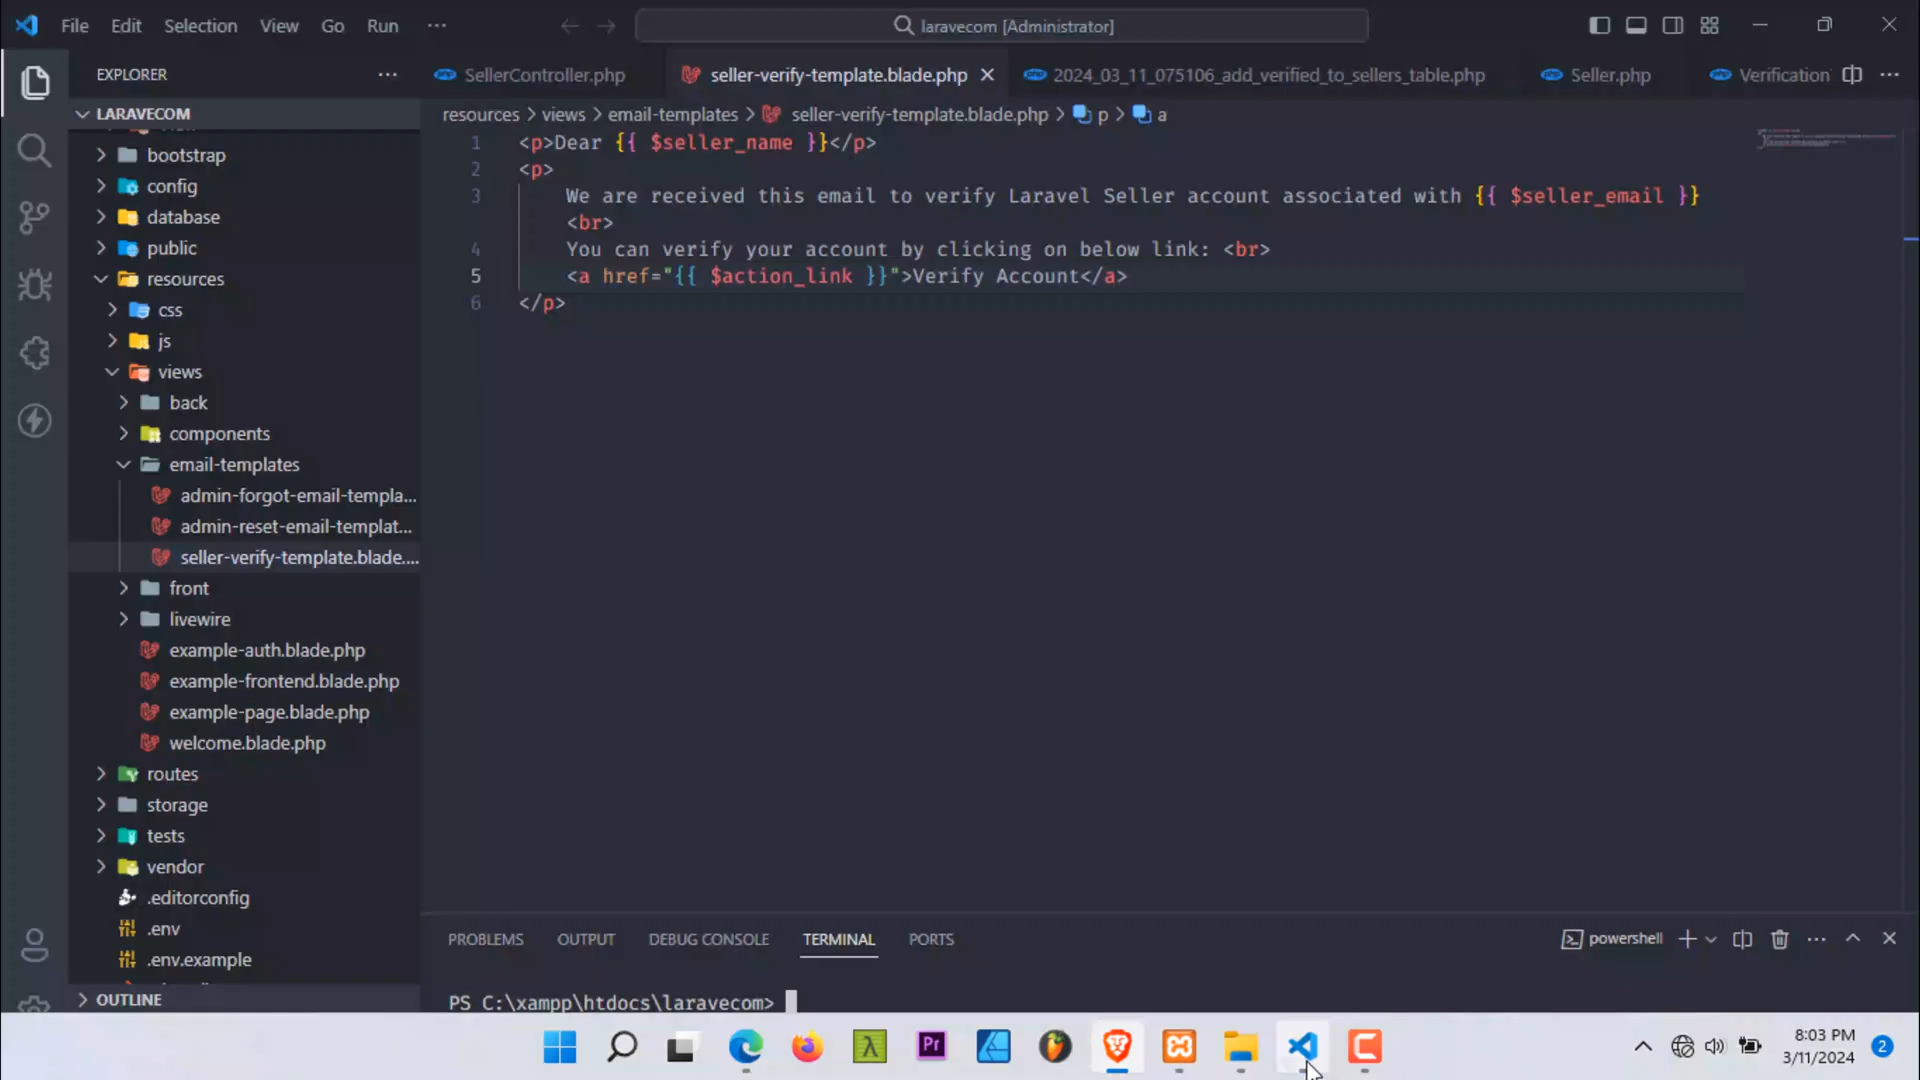 File Edit Selection View Go Run ··· laravecom [Administrator]
EXPLORER ···
SellerController.php seller-verify-template.blade.php 2024_03_11_075106_add_verified_to_sellers_table.php Seller.php Verification ···
LARAVECOM
resources > views > email-templates > seller-verify-template.blade.php > p > a
bootstrap
config
database
public
resources
css
js
views
back
components
email-templates
admin-forgot-email-templa...
admin-reset-email-templat...
seller-verify-template.blade....
front
livewire
example-auth.blade.php
example-frontend.blade.php
example-page.blade.php
welcome.blade.php
routes
storage
tests
vendor
.editorconfig
.env
.env.example
OUTLINE
1 <p>Dear {{ $seller_name }}</p>
2 <p>
3 We are received this email to verify Laravel Seller account associated with {{ $seller_email }}
<br>
4 You can verify your account by clicking on below link: <br>
5 <a href="{{ $action_link }}">Verify Account</a>
6 </p>
PROBLEMS OUTPUT DEBUG CONSOLE TERMINAL PORTS powershell ···
PS C:\xampp\htdocs\laravecom>
Pr
8:03 PM
3/11/2024
2